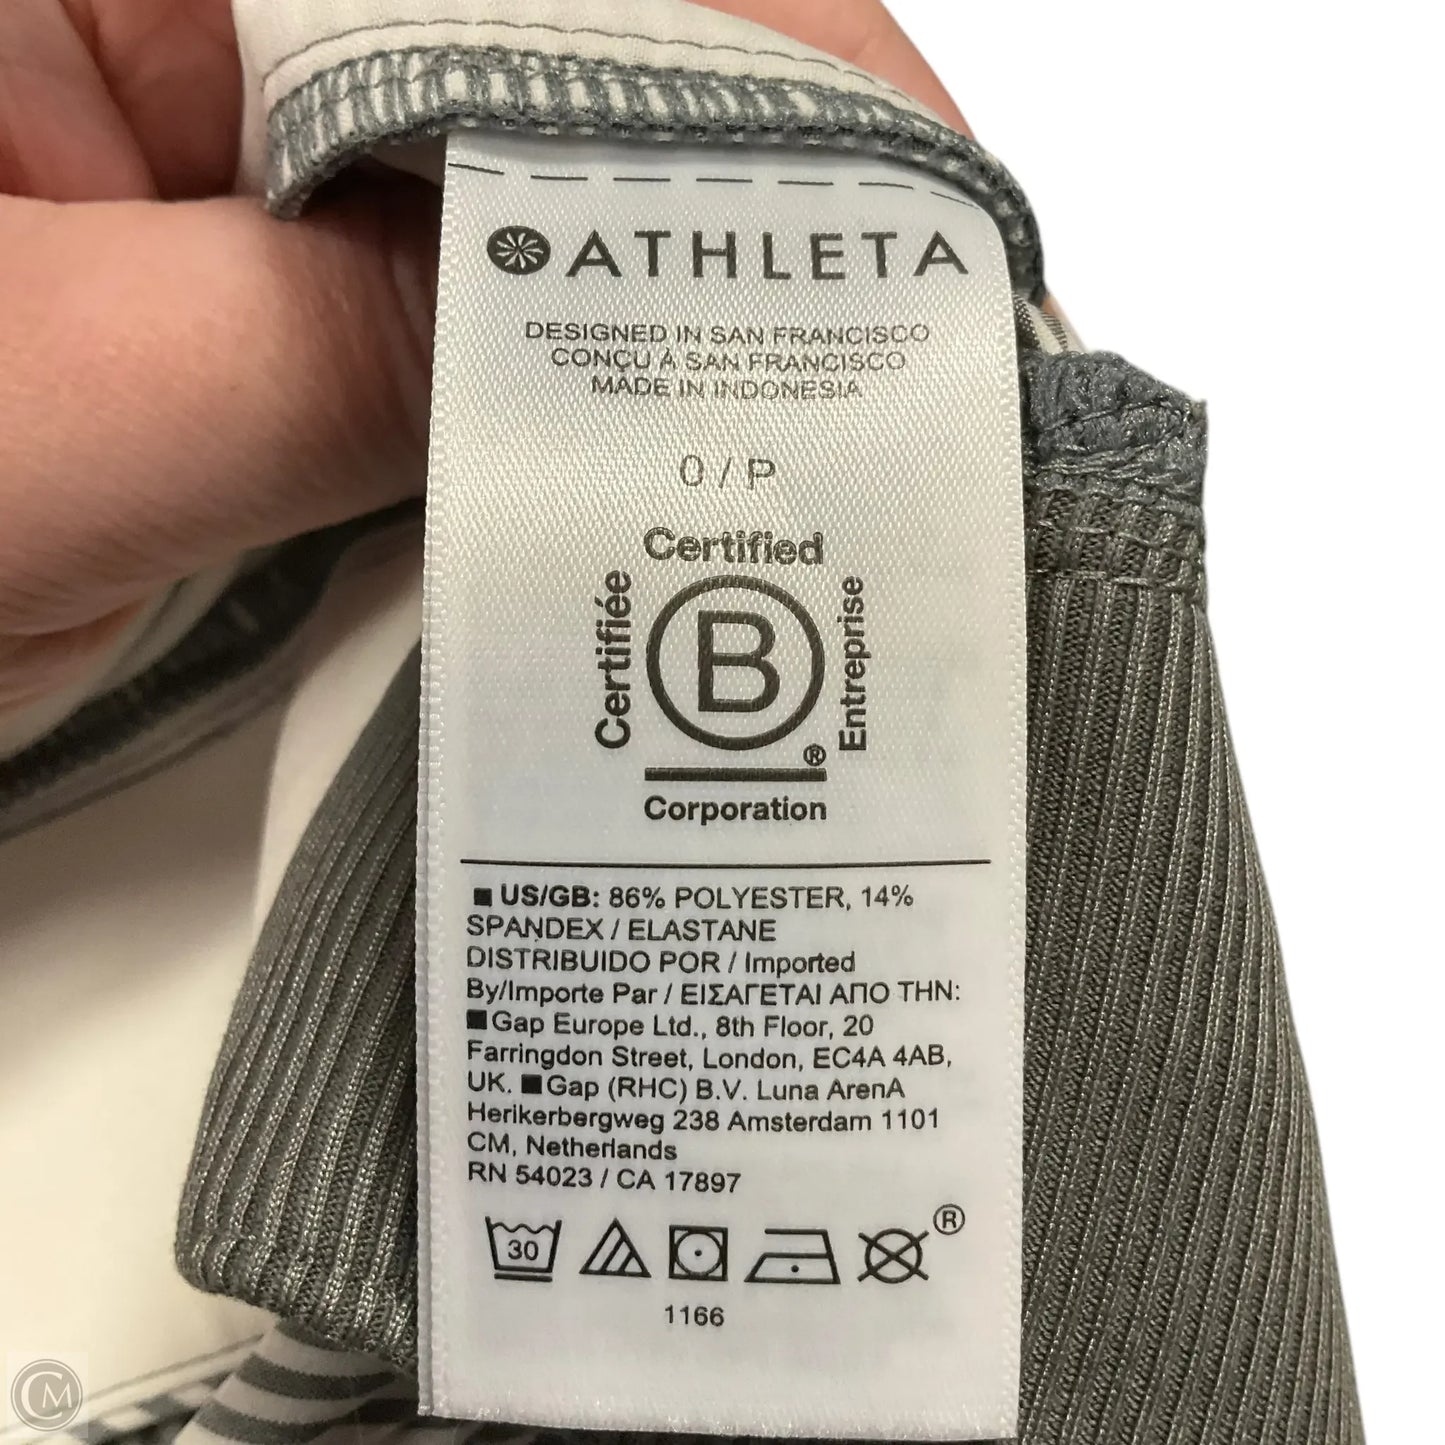 ATHLETA
DESIGNED IN SAN FRANCISCO
CONÇU À SAN FRANCISCO
MADE IN INDONESIA
0 / P
Certified
Certifiée
B
Entreprise
®
Corporation
US/GB: 86% POLYESTER, 14%
SPANDEX / ELASTANE
DISTRIBUIDO POR / Imported
By/Importe Par / ΕΙΣΑΓΕΤΑΙ ΑΠΟ ΤΗΝ:
Gap Europe Ltd., 8th Floor, 20
Farringdon Street, London, EC4A 4AB,
UK. Gap (RHC) B.V. Luna ArenA
Herikerbergweg 238 Amsterdam 1101
CM, Netherlands
RN 54023 / CA 17897
30
®
1166
CM